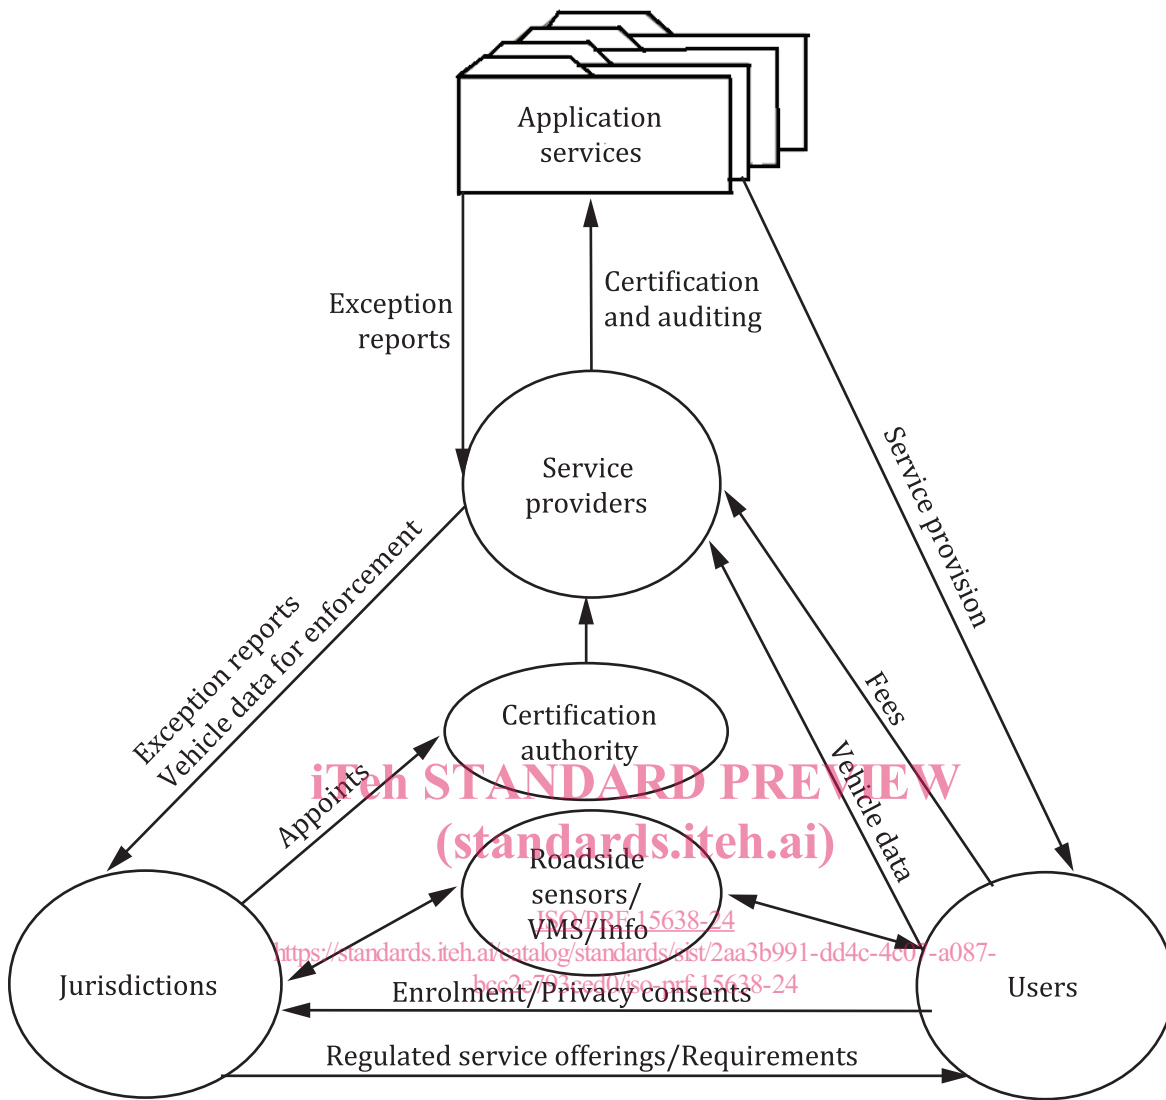 Application
services
Exception
reports
Certification
and auditing
Service
providers
Service provision
Exception reports
Vehicle data for enforcement
Fees
Certification
authority
Vehicle data
Appoints
iTeh STANDARD PREVIEW
(standards.iteh.ai)
Roadside
sensors/
VMS/Info
ISO/PRF 15638-24
https://standards.iteh.ai/catalog/standards/sist/2aa3b991-dd4c-4c07-a087-
bcc2e793ced0/iso-prf-15638-24
Jurisdictions
Users
Enrolment/Privacy consents
Regulated service offerings/Requirements